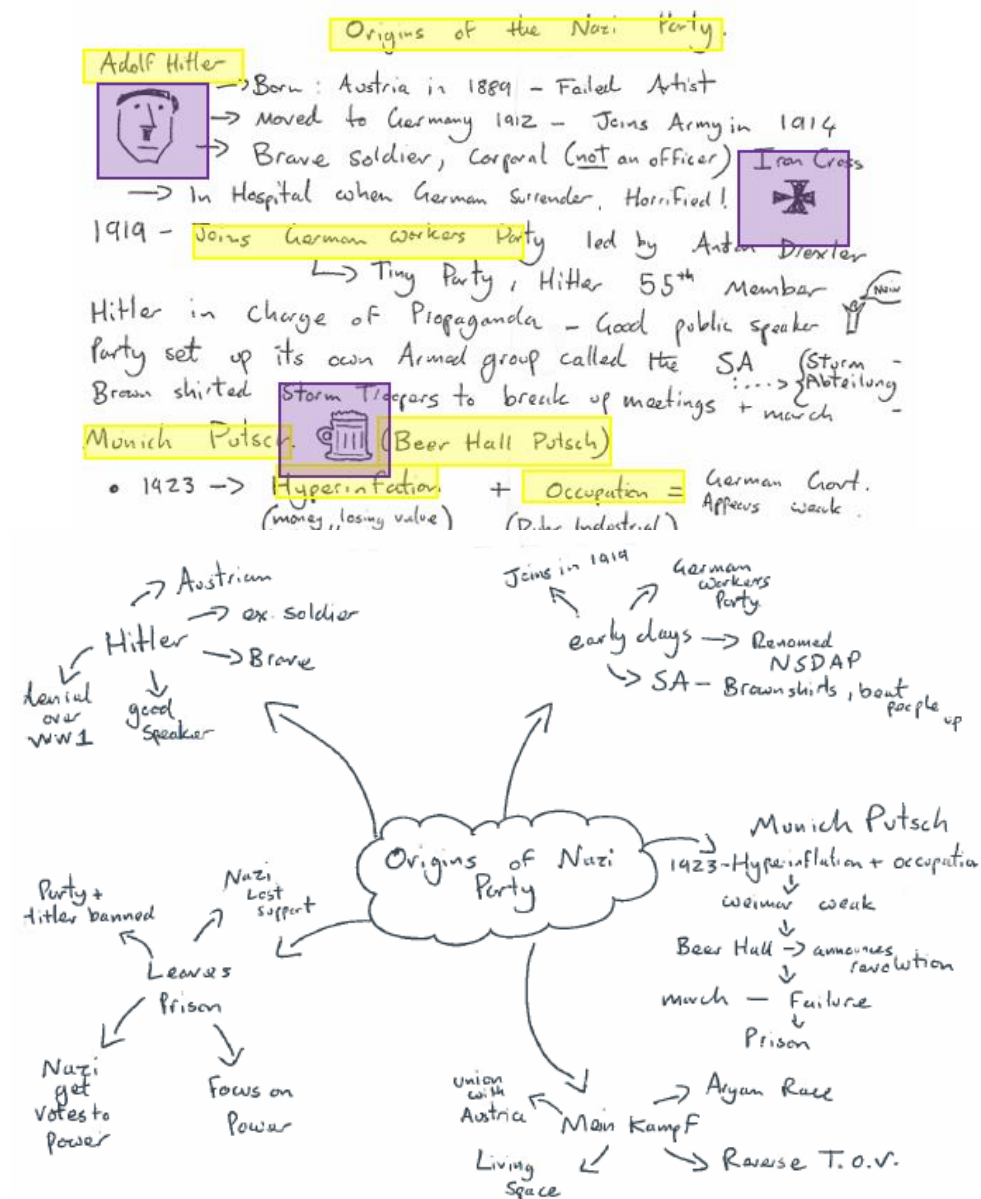 Origins of the Nazi Party.
Adolf Hitler
→ Born: Austria in 1889 - Failed Artist
→ Moved to Germany 1912 - Joins Army in 1914
→ Brave soldier, Corporal (not an officer) Iron Cross
→ In Hospital when German Surrender. Horrified!
1919 - Joins German Workers Party led by Anton Drexler
↳ Tiny Party, Hitler 55th Member
Hitler in charge of Propaganda - Good public speaker
Party set up its own Armed group called the SA (Sturm -
Abteilung
Brown shirted Storm Troopers to break up meetings + march -
Munich Putsch. (Beer Hall Putsch)
• 1923 → Hyperinflation + Occupation = German Govt.
Appears weak.
(money losing value) (Ruhr Industrial)
Hitler
Austrian
ex. soldier
Brave
good
speaker
denial
over
WW1
early days
Joins in 1919
German
Workers
Party
Renamed
NSDAP
SA - Brownshirts, beat
people
up
Origins of Nazi
Party
Munich Putsch
1923-Hyperinflation + occupation
weimar weak
Beer Hall → announces
revolution
march - Failure
Prison
Leaves
Prison
Party +
Hitler banned
Nazi
Lost
support
Nazi
get
votes to
power
Focus on
Power
Mein Kampf
union
with
Austria
Aryan Race
Living
Space
Reverse T.O.V.